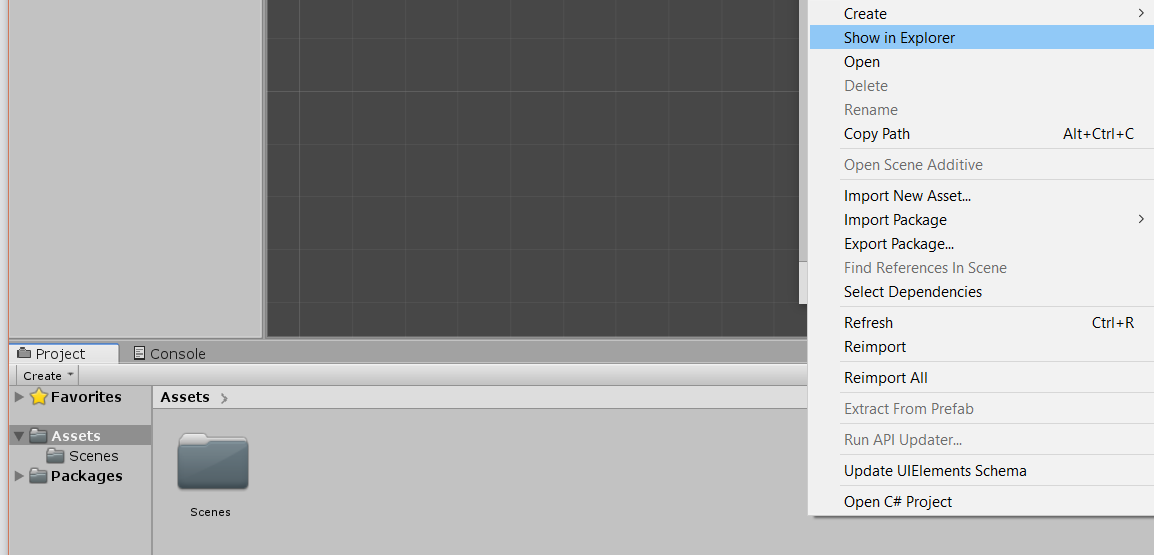 Create
Show in Explorer
Open
Delete
Rename
Copy Path Alt+Ctrl+C
Open Scene Additive
Import New Asset...
Import Package
Export Package...
Find References In Scene
Select Dependencies
Refresh Ctrl+R
Reimport
Reimport All
Extract From Prefab
Run API Updater...
Update UIElements Schema
Open C# Project
Project Console
Create
Favorites
Assets
Scenes
Packages
Assets
Scenes